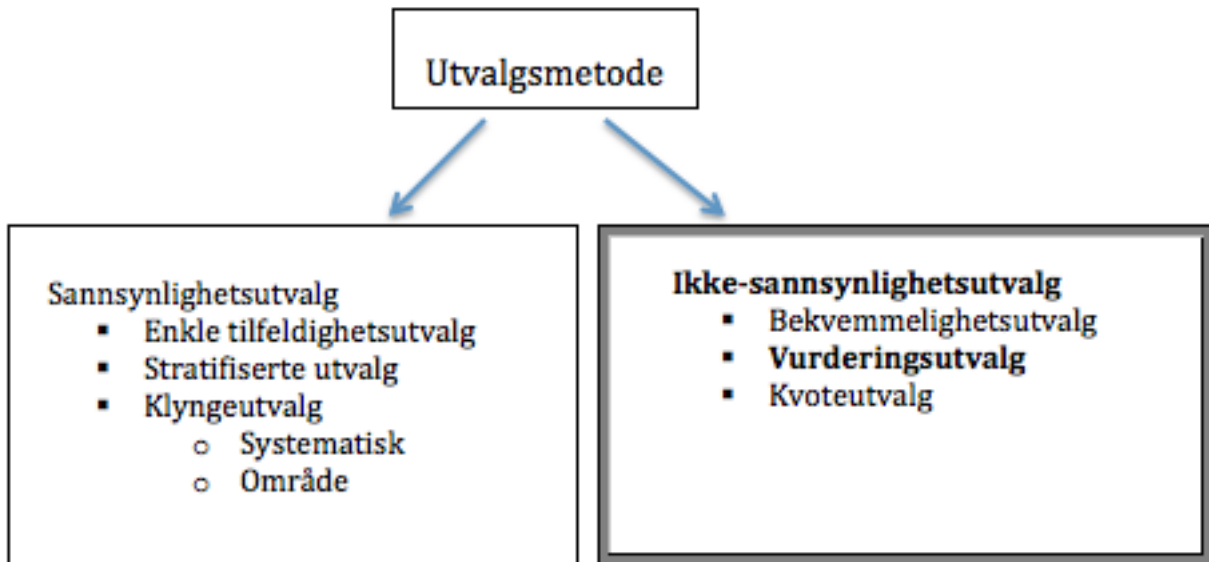 Utvalgsmetode
Sannsynlighetsutvalg
▪ Enkle tilfeldighetsutvalg
▪ Stratifiserte utvalg
▪ Klyngeutvalg
o Systematisk
o Område
Ikke-sannsynlighetsutvalg
▪ Bekvemmelighetsutvalg
▪ Vurderingsutvalg
▪ Kvoteutvalg